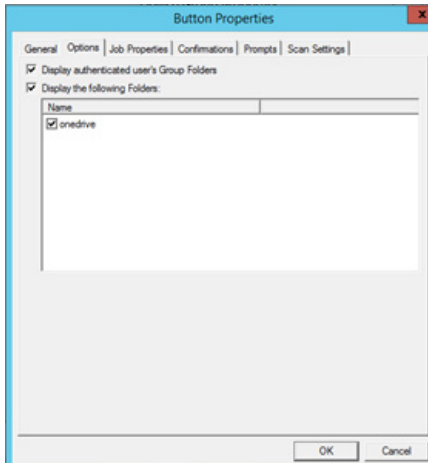 Button Properties
x
General Options Job Properties Confirmations Prompts Scan Settings
Display authenticated user's Group Folders
Display the following Folders:
Name
onedrive
OK Cancel